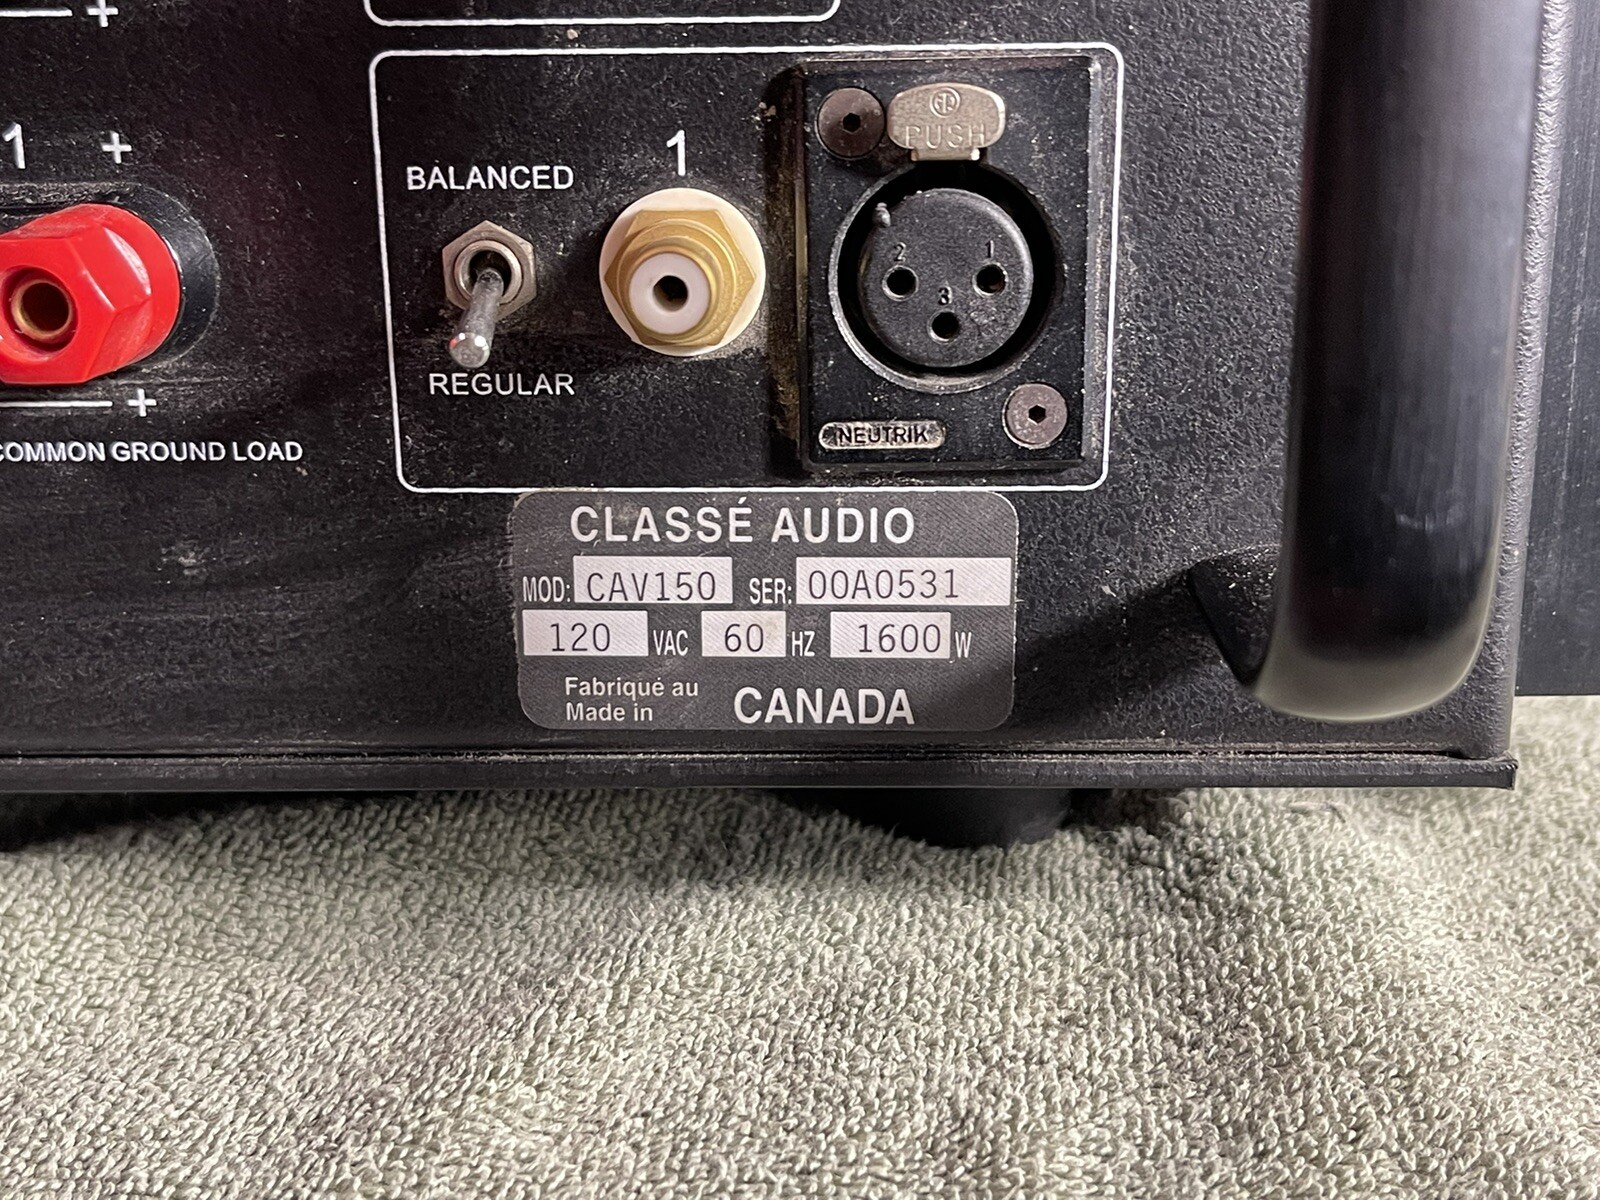 +
1 +
BALANCED
1
PUSH
2 1
3
REGULAR
+
COMMON GROUND LOAD
NEUTRIK
CLASSÉ AUDIO
MOD: CAV150 SER: 00A0531
120 VAC 60 HZ 1600 W
Fabriqué au
Made in CANADA